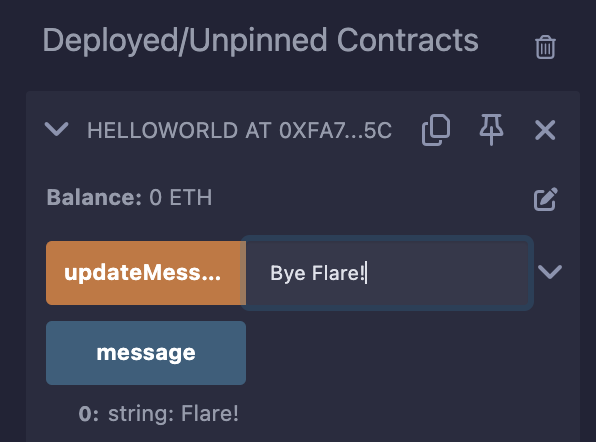 Deployed/Unpinned Contracts
HELLOWORLD AT 0XFA7...5C
Balance: 0 ETH
updateMess... Bye Flare!
message
0: string: Flare!